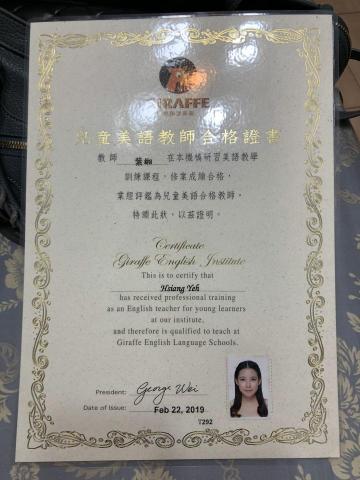 GIRAFFE
兒童美語教師合格證書
教師 葉 在本機構研習美語教學
訓練課程，修業成績合格，
業經評鑑為兒童美語合格教師，
特頒此狀，以茲證明。
Certificate
Giraffe English Institute
This is to certify that
Hsiang Yeh
has received professional training
as an English teacher for young learners
at our institute,
and therefore is qualified to teach at
Giraffe English Language Schools.
President: George Wei
Date of Issue: Feb 22, 2019
T292